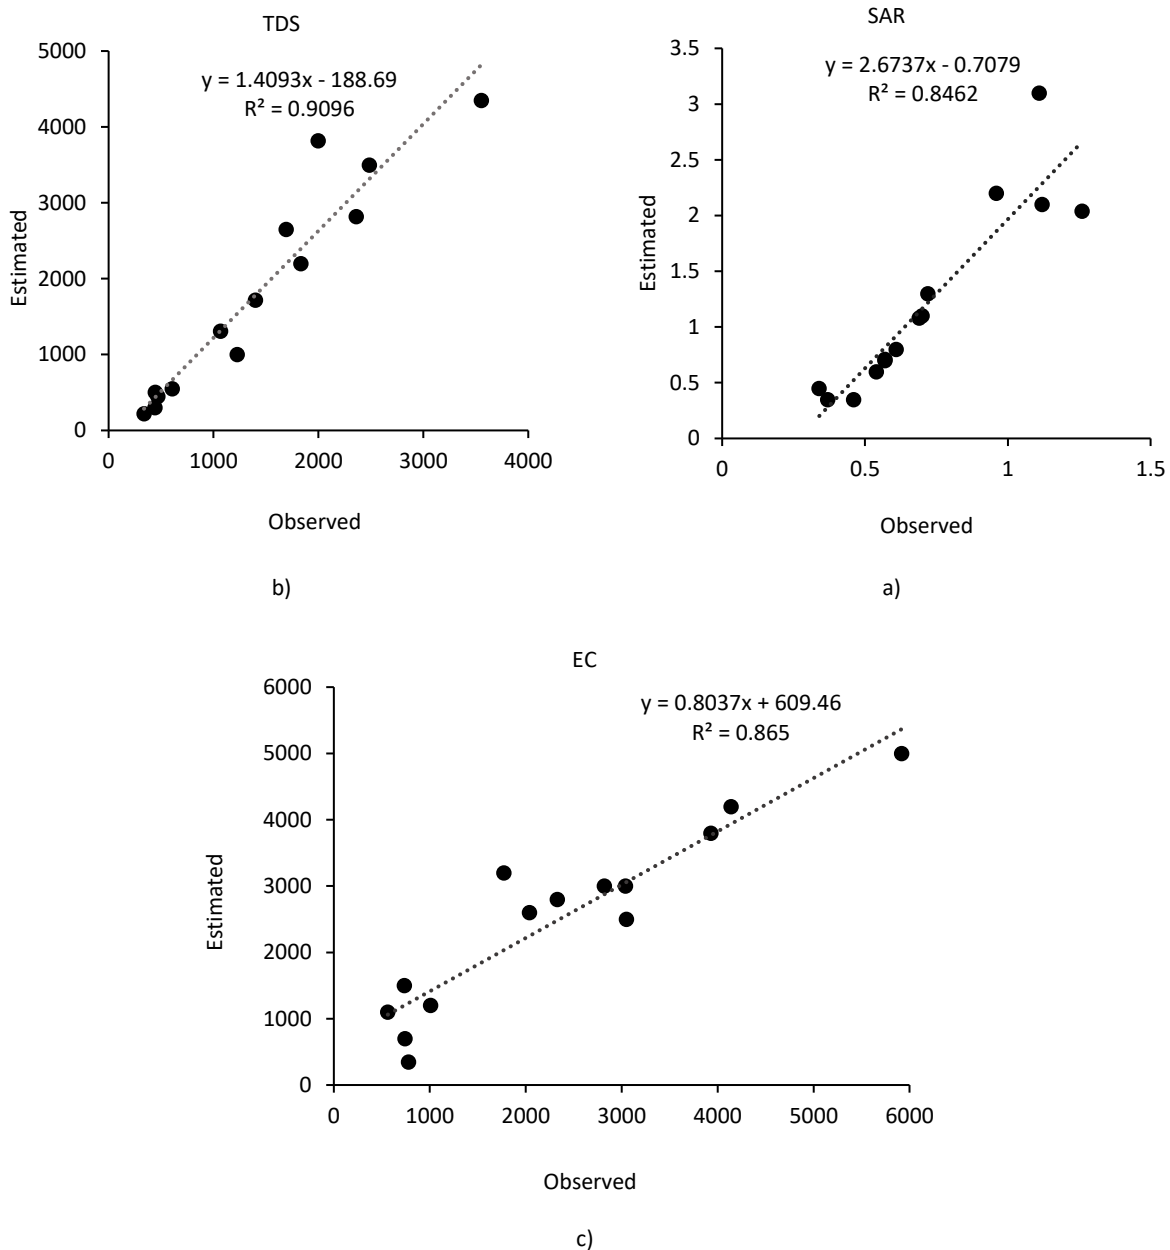 TDS
y = 1.4093x - 188.69
R² = 0.9096
5000
4000
3000
2000
1000
0
Estimated
0 1000 2000 3000 4000
Observed
b)
SAR
y = 2.6737x - 0.7079
R² = 0.8462
3.5
3
2.5
2
1.5
1
0.5
0
Estimated
0 0.5 1 1.5
Observed
a)
EC
y = 0.8037x + 609.46
R² = 0.865
6000
5000
4000
3000
2000
1000
0
Estimated
0 1000 2000 3000 4000 5000 6000
Observed
c)